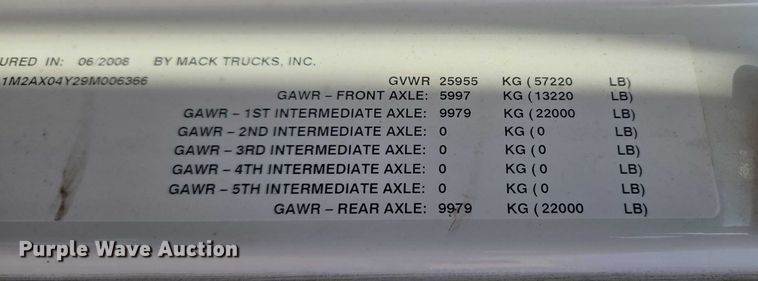 URED IN: 06/2008 BY MACK TRUCKS, INC.
1M2AX04Y29M006366 GVWR 25955 KG ( 57220 LB)
GAWR – FRONT AXLE: 5997 KG ( 13220 LB)
GAWR – 1ST INTERMEDIATE AXLE: 9979 KG ( 22000 LB)
GAWR – 2ND INTERMEDIATE AXLE: 0 KG ( 0 LB)
GAWR – 3RD INTERMEDIATE AXLE: 0 KG ( 0 LB)
GAWR – 4TH INTERMEDIATE AXLE: 0 KG ( 0 LB)
GAWR – 5TH INTERMEDIATE AXLE: 0 KG ( 0 LB)
GAWR – REAR AXLE: 9979 KG ( 22000 LB)
Purple Wave Auction